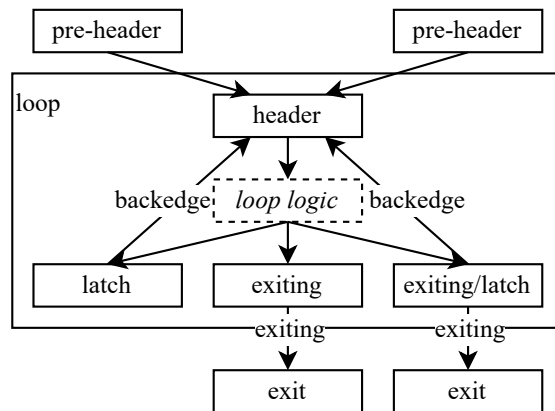 pre-header pre-header
loop
header
backedge loop logic backedge
latch exiting exiting/latch
exiting exiting
exit exit